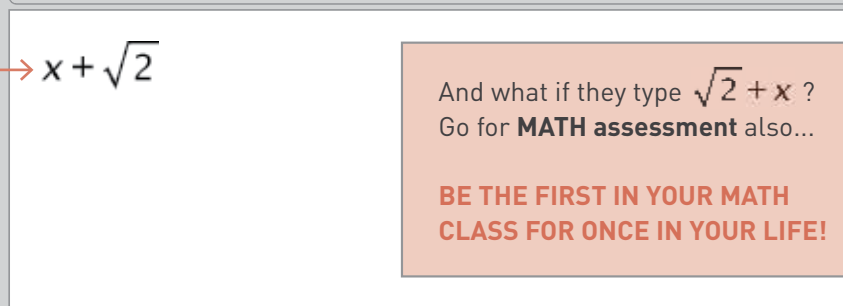 x + √2
And what if they type √2 + x ?
Go for MATH assessment also...
BE THE FIRST IN YOUR MATH
CLASS FOR ONCE IN YOUR LIFE!